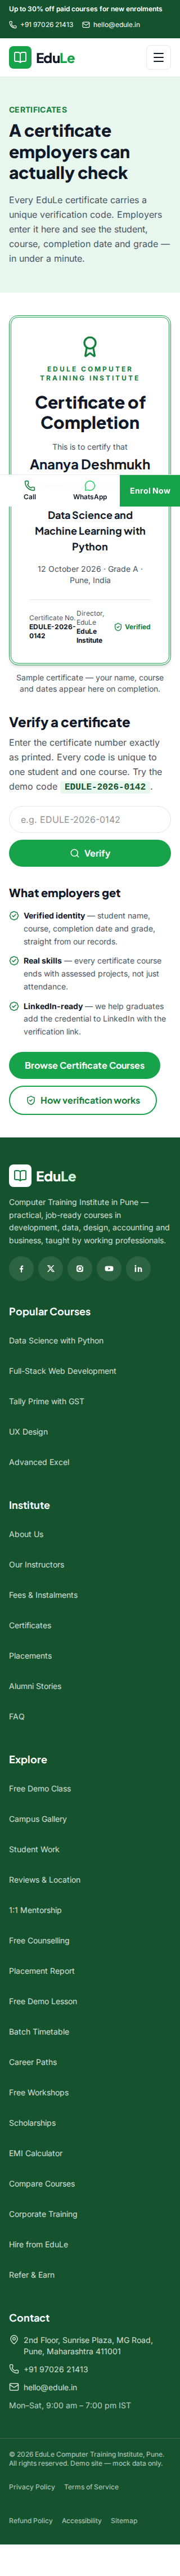 Up to 30% off paid courses for new enrolments
+91 97026 21413 hello@edule.in
EduLe
CERTIFICATES
A certificate
employers can
actually check
Every EduLe certificate carries a
unique verification code. Employers
enter it here and see the student,
course, completion date and grade —
in under a minute.
EDULE COMPUTER
TRAINING INSTITUTE
Certificate of
Completion
This is to certify that
Ananya Deshmukh
Call WhatsApp Enrol Now
Data Science and
Machine Learning with
Python
12 October 2026 · Grade A ·
Pune, India
Certificate No.
EDULE-2026-
0142
Director,
EduLe
EduLe
Institute
Verified
Sample certificate — your name, course
and dates appear here on completion.
Verify a certificate
Enter the certificate number exactly
as printed. Every code is unique to
one student and one course. Try the
demo code EDULE-2026-0142.
e.g. EDULE-2026-0142
Verify
What employers get
Verified identity — student name,
course, completion date and grade,
straight from our records.
Real skills — every certificate course
ends with assessed projects, not just
attendance.
LinkedIn-ready — we help graduates
add the credential to LinkedIn with the
verification link.
Browse Certificate Courses
How verification works
EduLe
Computer Training Institute in Pune —
practical, job-ready courses in
development, data, design, accounting and
business, taught by working professionals.
Popular Courses
Data Science with Python
Full-Stack Web Development
Tally Prime with GST
UX Design
Advanced Excel
Institute
About Us
Our Instructors
Fees & Instalments
Certificates
Placements
Alumni Stories
FAQ
Explore
Free Demo Class
Campus Gallery
Student Work
Reviews & Location
1:1 Mentorship
Free Counselling
Placement Report
Free Demo Lesson
Batch Timetable
Career Paths
Free Workshops
Scholarships
EMI Calculator
Compare Courses
Corporate Training
Hire from EduLe
Refer & Earn
Contact
2nd Floor, Sunrise Plaza, MG Road,
Pune, Maharashtra 411001
+91 97026 21413
hello@edule.in
Mon–Sat, 9:00 am – 7:00 pm IST
© 2026 EduLe Computer Training Institute, Pune.
All rights reserved. Demo site — mock data only.
Privacy Policy Terms of Service
Refund Policy Accessibility Sitemap